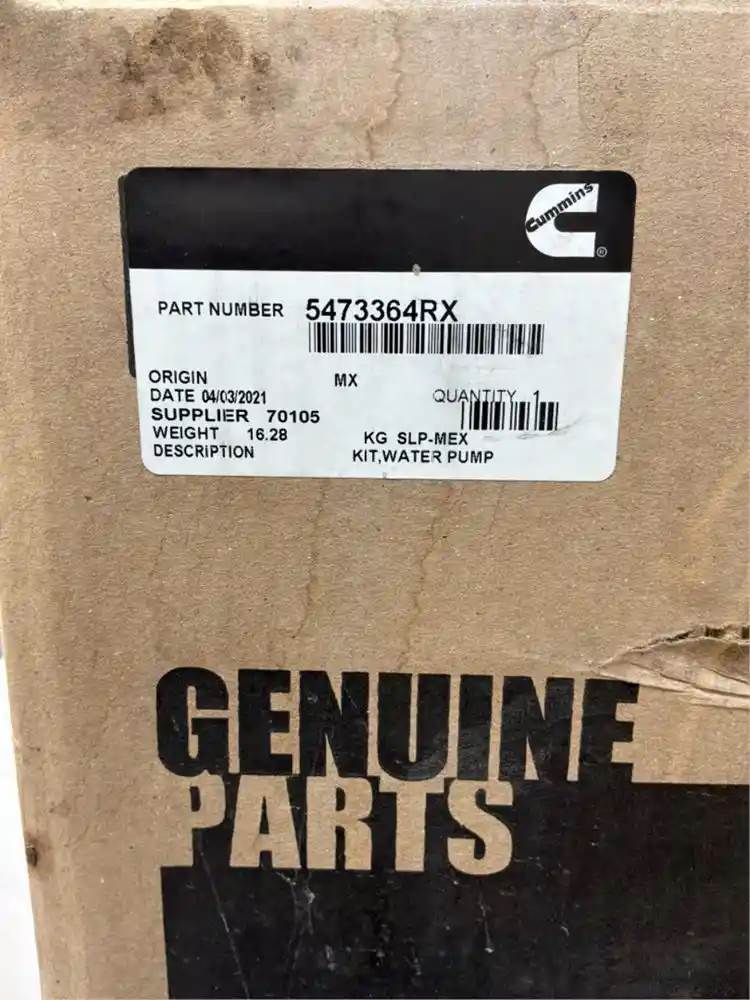 Cummins
®
PART NUMBER 5473364RX
ORIGIN MX
DATE 04/03/2021
QUANTITY 1
SUPPLIER 70105
WEIGHT 16.28 KG SLP-MEX
DESCRIPTION KIT,WATER PUMP
GENUINE
PARTS